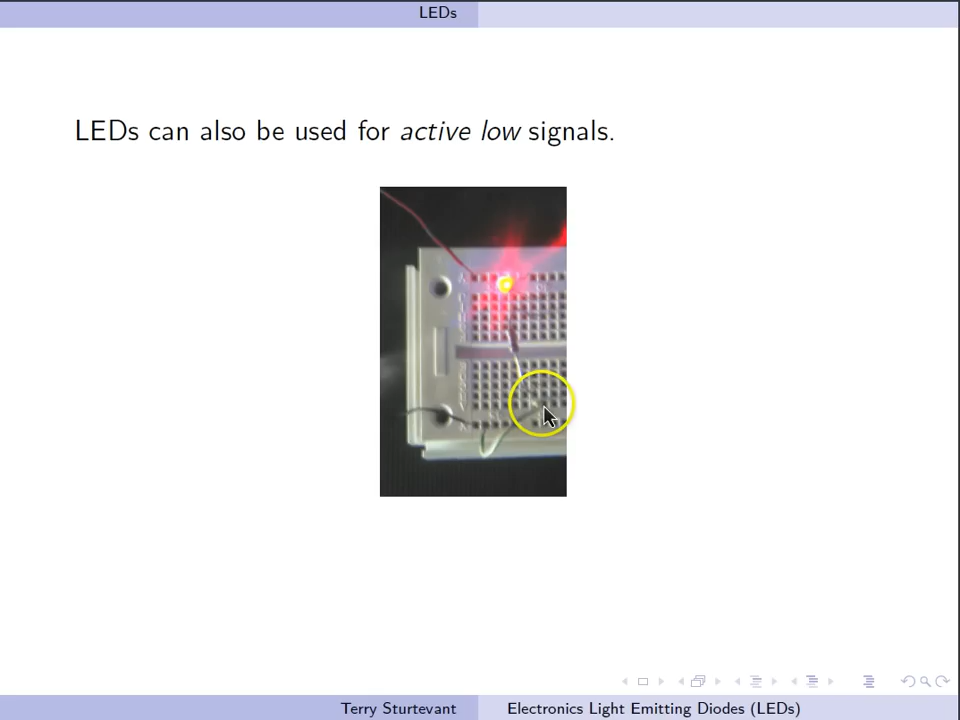 LEDs
LEDs can also be used for active low signals.
Terry Sturtevant
Electronics Light Emitting Diodes (LEDs)